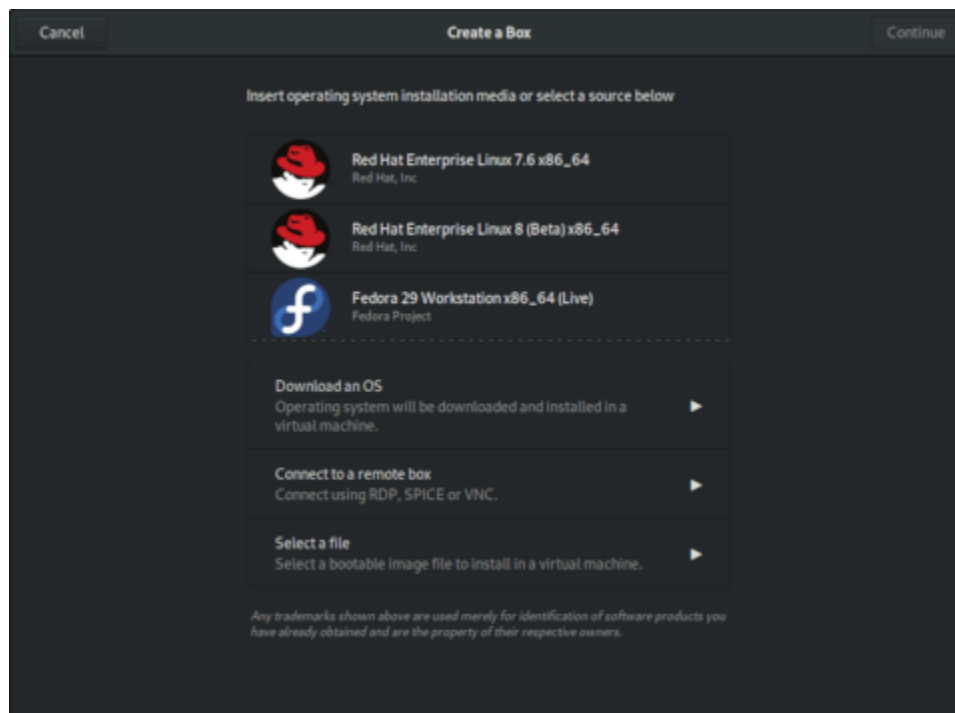 Cancel
Create a Box
Continue
Insert operating system installation media or select a source below
Red Hat Enterprise Linux 7.6 x86_64
Red Hat, Inc
Red Hat Enterprise Linux 8 (Beta) x86_64
Red Hat, Inc
Fedora 29 Workstation x86_64 (Live)
Fedora Project
Download an OS
Operating system will be downloaded and installed in a
virtual machine.
Connect to a remote box
Connect using RDP, SPICE or VNC.
Select a file
Select a bootable image file to install in a virtual machine.
Any trademarks shown above are used merely for identification of software products you
have already obtained and are the property of their respective owners.